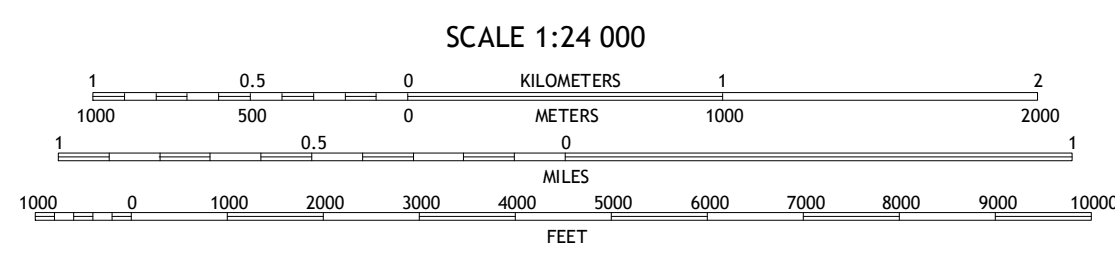 SCALE 1:24 000
1 0.5 0 KILOMETERS 1 2
1000 500 0 METERS 1000 2000
1 0.5 0 1
MILES
1000 0 1000 2000 3000 4000 5000 6000 7000 8000 9000 10000
FEET